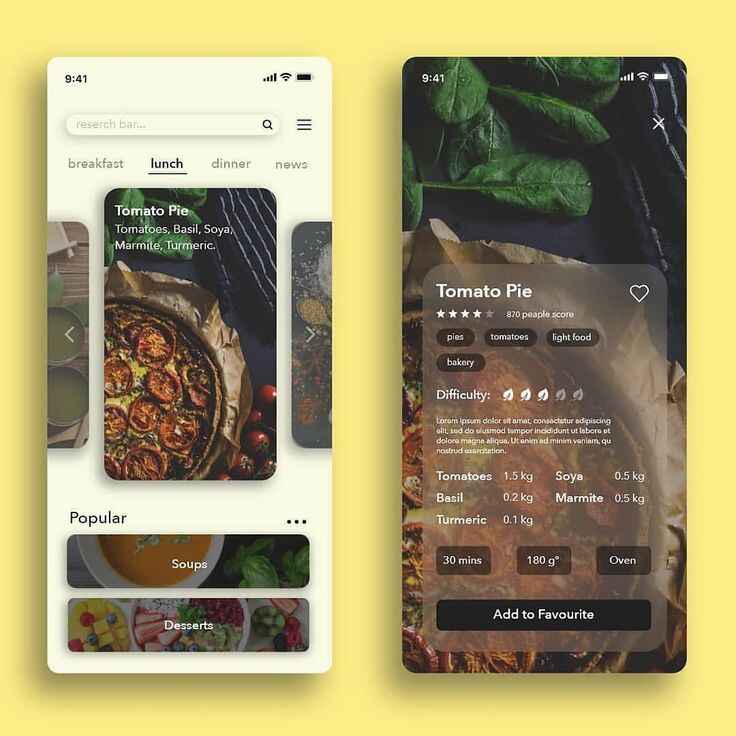 9:41
reserch bar...
breakfast lunch dinner news
Tomato Pie
Tomatoes, Basil, Soya,
Marmite, Turmeric.
Popular
Soups
Desserts
9:41
Tomato Pie
870 peaple score
pies tomatoes light food
bakery
Difficulty:
Lorem ipsum dolor sit amet, consectetur adipiscing
elit, sed do eiusmod tempor incididunt ut labore et
dolore magna aliqua. Ut enim ad minim veniam, qu
nostrud exercitation.
Tomatoes 1.5 kg Soya 0.5 kg
Basil 0.2 kg Marmite 0.5 kg
Turmeric 0.1 kg
30 mins 180 g° Oven
Add to Favourite